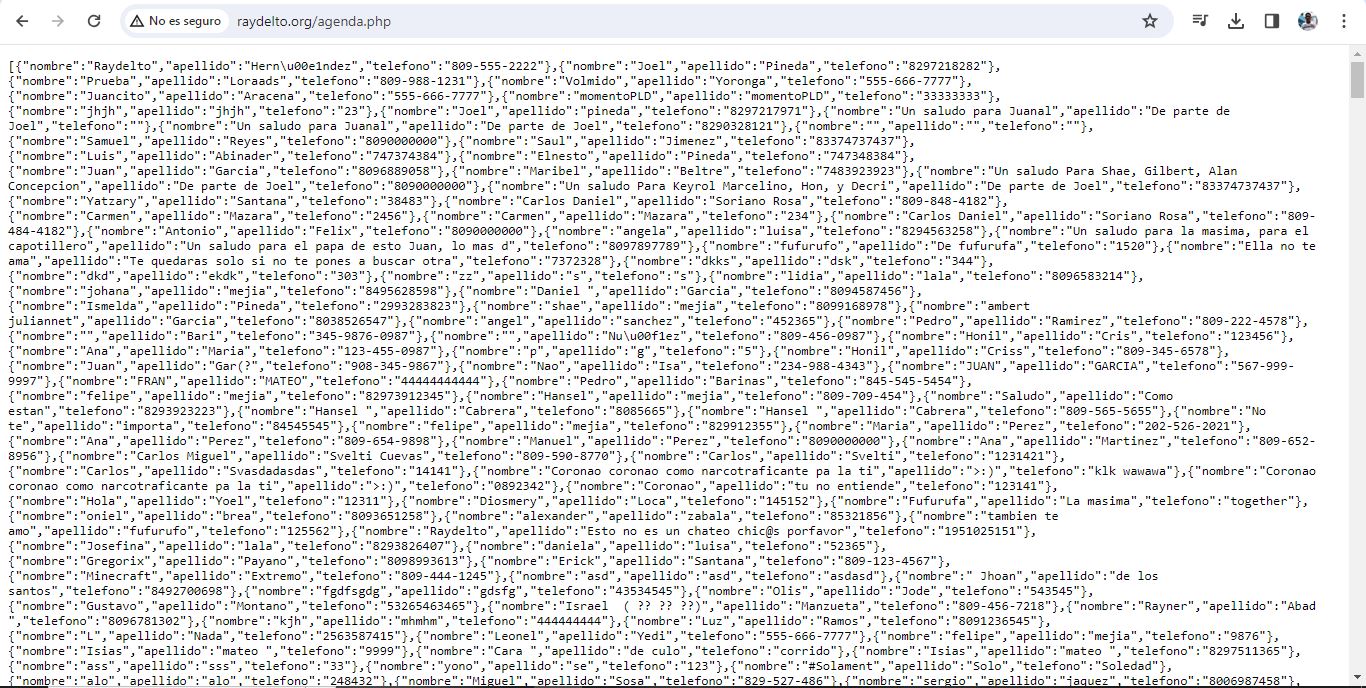 No es seguro raydelto.org/agenda.php
[{"nombre":"Raydelto","apellido":"Hern\u00e1ndez","telefono":"809-555-2222"},{"nombre":"Joel","apellido":"Pineda","telefono":"8297218282"},
{"nombre":"Prueba","apellido":"Loraads","telefono":"809-988-1231"},{"nombre":"Volmido","apellido":"Yoronga","telefono":"555-666-7777"},
{"nombre":"Juancito","apellido":"Aracena","telefono":"555-666-7777"},{"nombre":"momentoPLD","apellido":"momentoPLD","telefono":"33333333"},
{"nombre":"jhjh","apellido":"jhjh","telefono":"23"},{"nombre":"Joel","apellido":"pineda","telefono":"8297217971"},{"nombre":"Un saludo para Juanal","apellido":"De parte de
Joel","telefono":""},{"nombre":"Un saludo para Juanal","apellido":"De parte de Joel","telefono":"8290328121"},{"nombre":"","apellido":"","telefono":""},
{"nombre":"Samuel","apellido":"Reyes","telefono":"8090000000"},{"nombre":"Saul","apellido":"Jimenez","telefono":"83374737437"},
{"nombre":"Luis","apellido":"Abinader","telefono":"747374384"},{"nombre":"Elnesto","apellido":"Pineda","telefono":"747348384"},
{"nombre":"Juan","apellido":"Garcia","telefono":"8096889058"},{"nombre":"Maribel","apellido":"Beltre","telefono":"7483923923"},{"nombre":"Un saludo Para Shae, Gilbert, Alan
Concepcion","apellido":"De parte de Joel","telefono":"8090000000"},{"nombre":"Un saludo Para Keyrol Marcelino, Hon, y Decri","apellido":"De parte de Joel","telefono":"83374737437"},
{"nombre":"Yatzary","apellido":"Santana","telefono":"38483"},{"nombre":"Carlos Daniel","apellido":"Soriano Rosa","telefono":"809-848-4182"},
{"nombre":"Carmen","apellido":"Mazara","telefono":"2456"},{"nombre":"Carmen","apellido":"Mazara","telefono":"234"},{"nombre":"Carlos Daniel","apellido":"Soriano Rosa","telefono":"809-
484-4182"},{"nombre":"Antonio","apellido":"Felix","telefono":"8090000000"},{"nombre":"angela","apellido":"luisa","telefono":"8294563258"},{"nombre":"Un saludo para la masima, para el
capotillero","apellido":"Un saludo para el papa de esto Juan, lo mas d","telefono":"8097897789"},{"nombre":"fufurufo","apellido":"De fufurufa","telefono":"1520"},{"nombre":"Ella no te
ama","apellido":"Te quedaras solo si no te pones a buscar otra","telefono":"7372328"},{"nombre":"dkks","apellido":"dsk","telefono":"344"},
{"nombre":"dkd","apellido":"ekdk","telefono":"303"},{"nombre":"zz","apellido":"s","telefono":"s"},{"nombre":"lidia","apellido":"lala","telefono":"8096583214"},
{"nombre":"johana","apellido":"mejia","telefono":"8495628598"},{"nombre":"Daniel ","apellido":"Garcia","telefono":"8094587456"},
{"nombre":"Ismelda","apellido":"Pineda","telefono":"2993283823"},{"nombre":"shae","apellido":"mejia","telefono":"8099168978"},{"nombre":"ambert
juliannet","apellido":"Garcia","telefono":"8038526547"},{"nombre":"angel","apellido":"sanchez","telefono":"452365"},{"nombre":"Pedro","apellido":"Ramirez","telefono":"809-222-4578"},
{"nombre":"","apellido":"Bari","telefono":"345-9876-0987"},{"nombre":"","apellido":"Nu\u00f1ez","telefono":"809-456-0987"},{"nombre":"Honil","apellido":"Cris","telefono":"123456"},
{"nombre":"Ana","apellido":"Maria","telefono":"123-455-0987"},{"nombre":"p","apellido":"g","telefono":"5"},{"nombre":"Honil","apellido":"Criss","telefono":"809-345-6578"},
{"nombre":"Juan","apellido":"Gar(?","telefono":"908-345-9867"},{"nombre":"Nao","apellido":"Isa","telefono":"234-988-4343"},{"nombre":"JUAN","apellido":"GARCIA","telefono":"567-999-
9997"},{"nombre":"FRAN","apellido":"MATEO","telefono":"44444444444"},{"nombre":"Pedro","apellido":"Barinas","telefono":"845-545-5454"},
{"nombre":"felipe","apellido":"mejia","telefono":"82973912345"},{"nombre":"Hansel","apellido":"mejia","telefono":"809-709-454"},{"nombre":"Saludo","apellido":"Como
estan","telefono":"8293923223"},{"nombre":"Hansel ","apellido":"Cabrera","telefono":"8085665"},{"nombre":"Hansel ","apellido":"Cabrera","telefono":"809-565-5655"},{"nombre":"No
te","apellido":"importa","telefono":"84545545"},{"nombre":"felipe","apellido":"mejia","telefono":"829912355"},{"nombre":"Maria","apellido":"Perez","telefono":"202-526-2021"},
{"nombre":"Ana","apellido":"Perez","telefono":"809-654-9898"},{"nombre":"Manuel","apellido":"Perez","telefono":"8090000000"},{"nombre":"Ana","apellido":"Martinez","telefono":"809-652-
8956"},{"nombre":"Carlos Miguel","apellido":"Svelti Cuevas","telefono":"809-590-8770"},{"nombre":"Carlos","apellido":"Svelti","telefono":"1231421"},
{"nombre":"Carlos","apellido":"Svasdadasdas","telefono":"14141"},{"nombre":"Coronao coronao como narcotraficante pa la ti","apellido":">:)","telefono":"klk wawawa"},{"nombre":"Coronao
coronao como narcotraficante pa la ti","apellido":">:)","telefono":"0892342"},{"nombre":"Coronao","apellido":"tu no entiende","telefono":"123141"},
{"nombre":"Hola","apellido":"Yoel","telefono":"12311"},{"nombre":"Diosmery","apellido":"Loca","telefono":"145152"},{"nombre":"Fufurufa","apellido":"La masima","telefono":"together"},
{"nombre":"oniel","apellido":"brea","telefono":"8093651258"},{"nombre":"alexander","apellido":"zabala","telefono":"85321856"},{"nombre":"tambien te
amo","apellido":"fufurufo","telefono":"125562"},{"nombre":"Raydelto","apellido":"Esto no es un chateo chic@s porfavor","telefono":"1951025151"},
{"nombre":"Josefina","apellido":"lala","telefono":"8293826407"},{"nombre":"daniela","apellido":"luisa","telefono":"52365"},
{"nombre":"Gregorix","apellido":"Payano","telefono":"8098993613"},{"nombre":"Erick","apellido":"Santana","telefono":"809-123-4567"},
{"nombre":"Minecraft","apellido":"Extremo","telefono":"809-444-1245"},{"nombre":"asd","apellido":"asd","telefono":"asdasd"},{"nombre":" Jhoan","apellido":"de los
santos","telefono":"8492700698"},{"nombre":"fgdfsgdg","apellido":"gdsfg","telefono":"43534545"},{"nombre":"Olis","apellido":"Jode","telefono":"543545"},
{"nombre":"Gustavo","apellido":"Montano","telefono":"53265463465"},{"nombre":"Israel  ( ?? ?? ??)","apellido":"Manzueta","telefono":"809-456-7218"},{"nombre":"Rayner","apellido":"Abad
","telefono":"8096781302"},{"nombre":"kjh","apellido":"mhmhm","telefono":"444444444"},{"nombre":"Luz","apellido":"Ramos","telefono":"8091236545"},
{"nombre":"L","apellido":"Nada","telefono":"2563587415"},{"nombre":"Leonel","apellido":"Yedi","telefono":"555-666-7777"},{"nombre":"felipe","apellido":"mejia","telefono":"9876"},
{"nombre":"Isias","apellido":"mateo ","telefono":"9999"},{"nombre":"Cara ","apellido":"de culo","telefono":"corrido"},{"nombre":"Isias","apellido":"mateo ","telefono":"8297511365"},
{"nombre":"ass","apellido":"sss","telefono":"33"},{"nombre":"yono","apellido":"se","telefono":"123"},{"nombre":"#Solament","apellido":"Solo","telefono":"Soledad"},
{"nombre":"alo","apellido":"alo","telefono":"248432"},{"nombre":"Miguel","apellido":"Sosa","telefono":"829-527-486"},{"nombre":"sergio","apellido":"jaquez","telefono":"8006987458"},